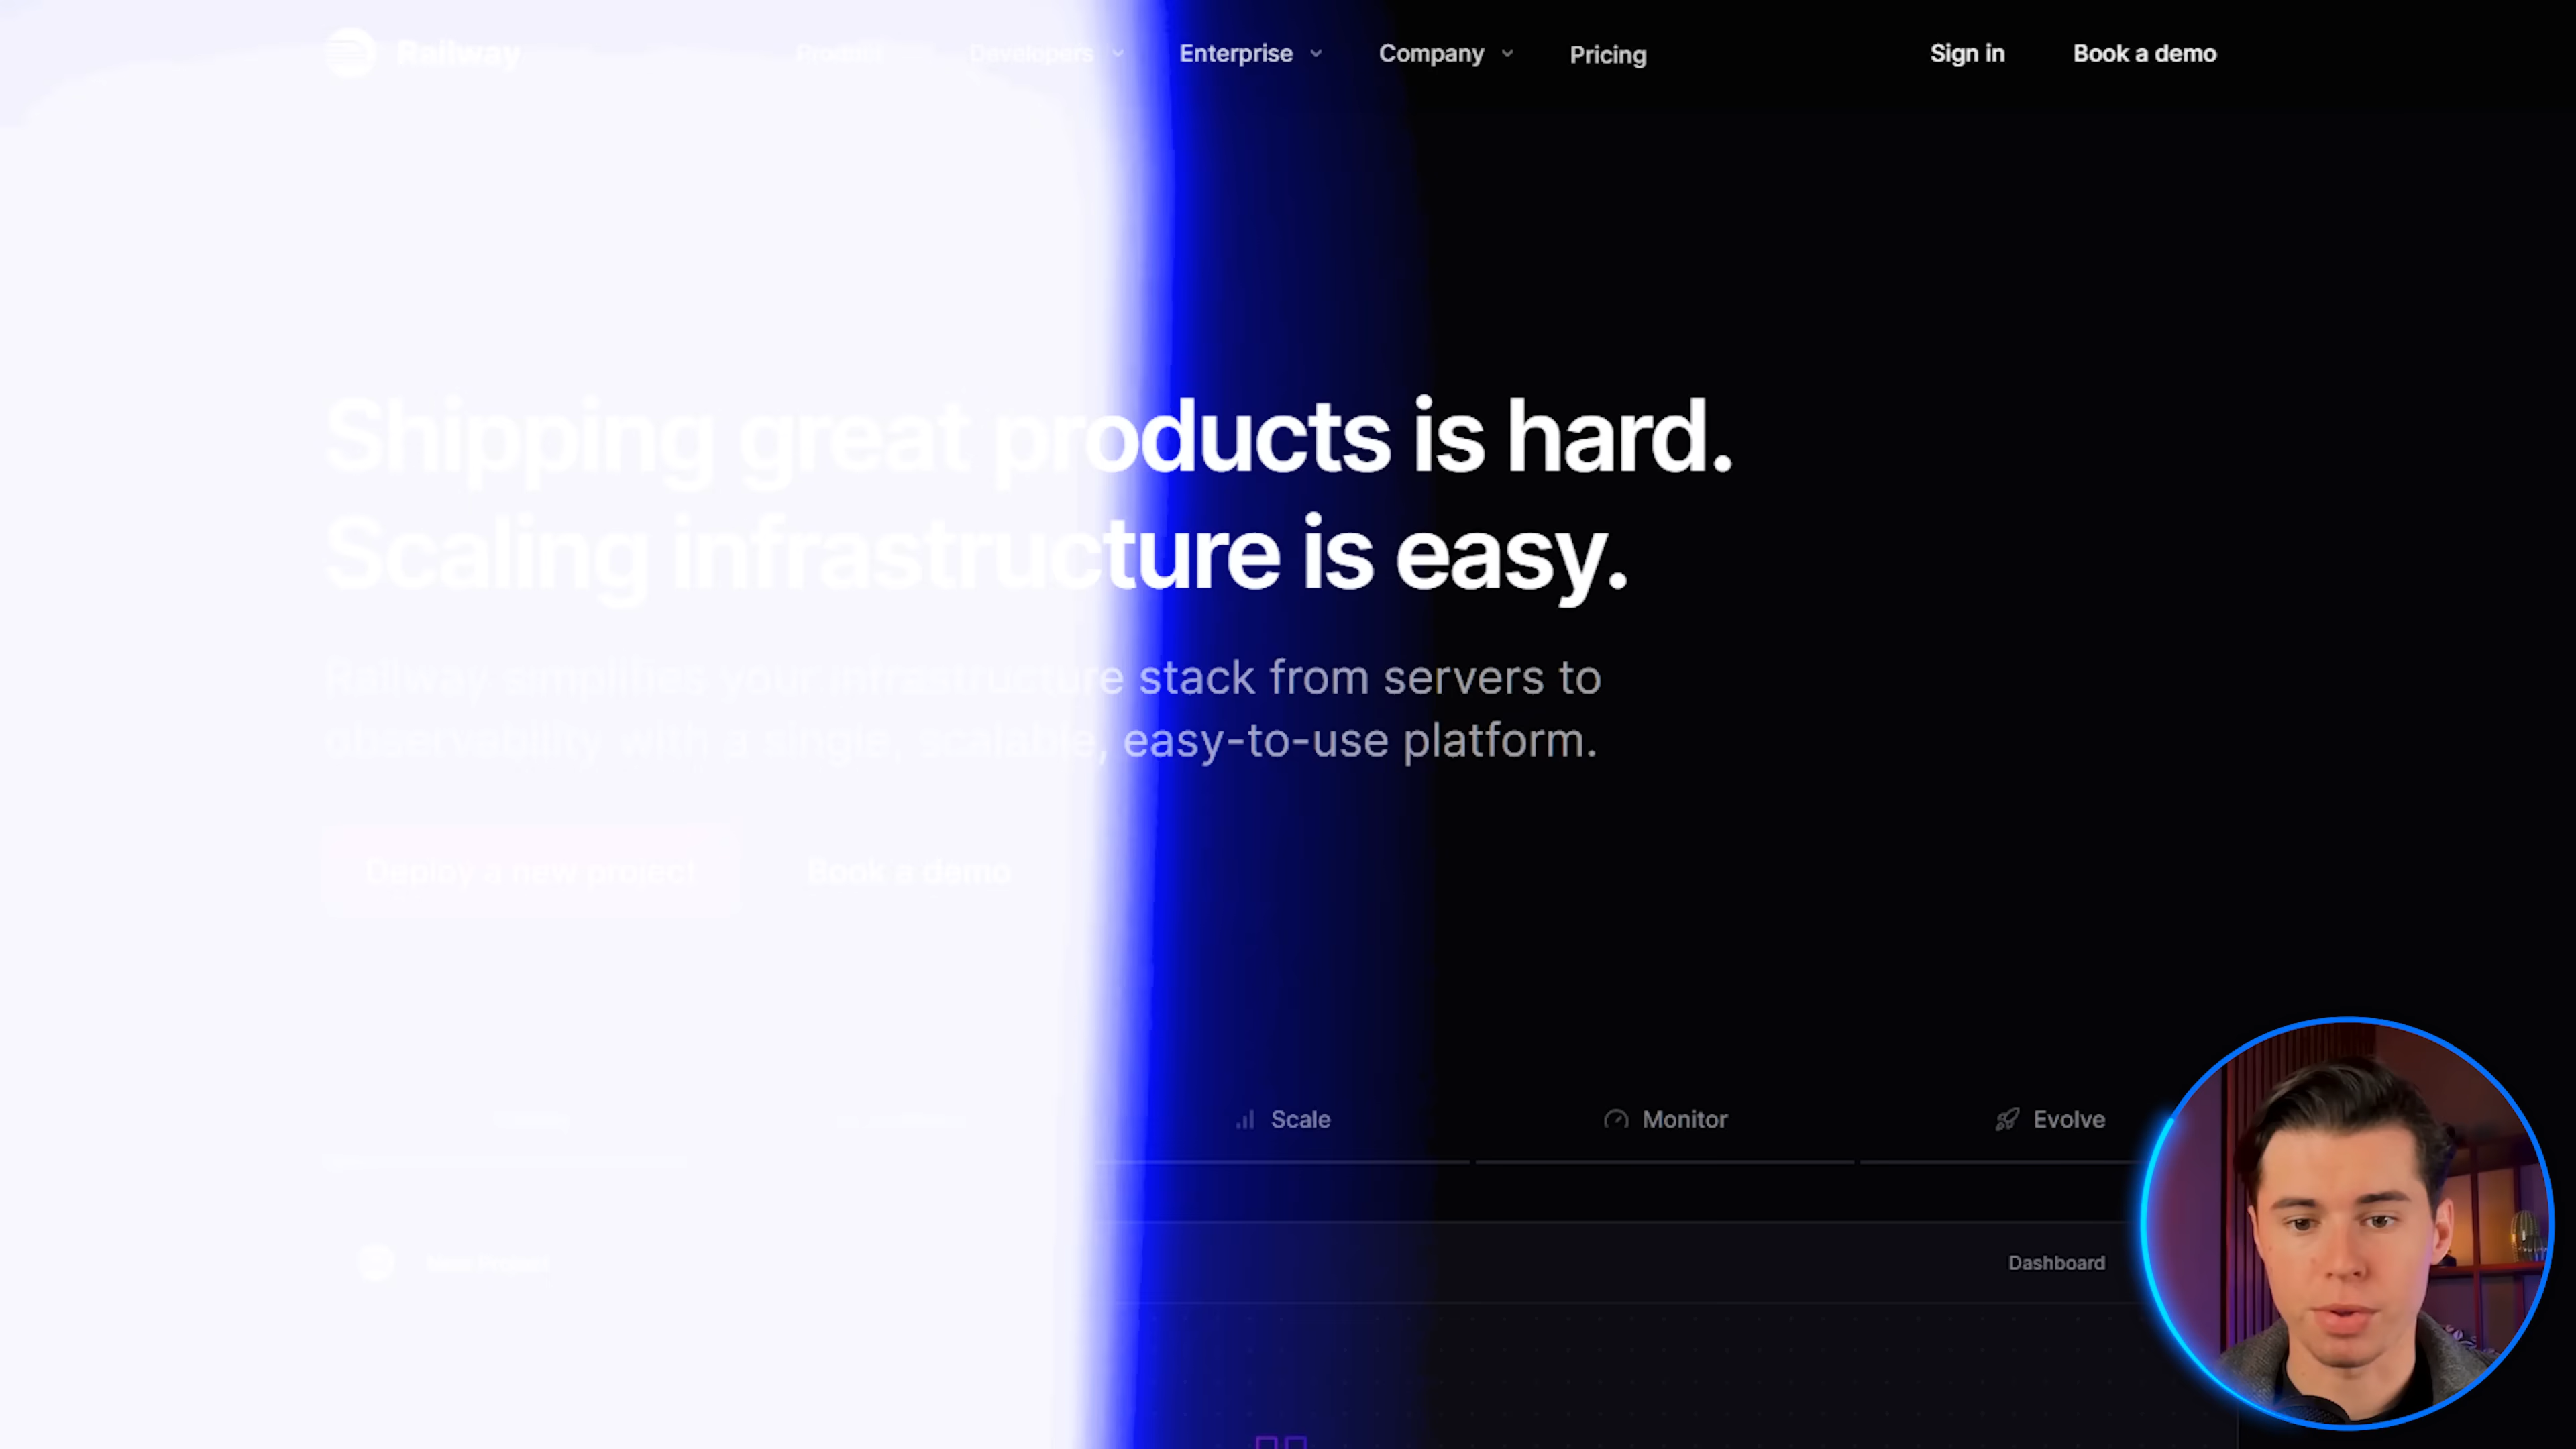 Railway
Product
Developers
Enterprise
Company
Pricing
Sign in
Book a demo
Shipping great products is hard.
Scaling infrastructure is easy.
Railway simplifies your infrastructure stack from servers to
observability with a single, scalable, easy-to-use platform.
Deploy a new project
Book a demo
Scale
Monitor
Evolve
Dashboard